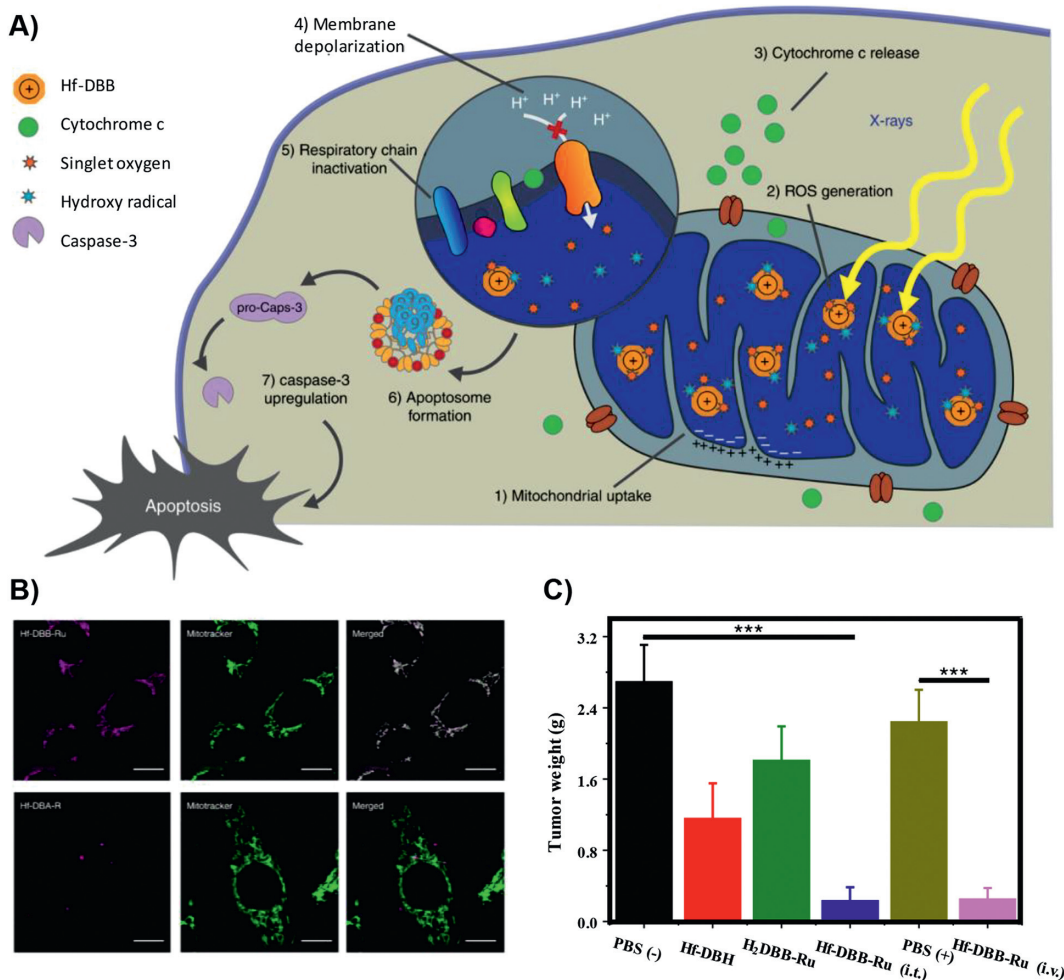 A)
Hf-DBB
Cytochrome c
Singlet oxygen
Hydroxy radical
Caspase-3
4) Membrane
depolarization
H⁺ H⁺ H⁺
H⁺
3) Cytochrome c release
X-rays
5) Respiratory chain
inactivation
2) ROS generation
pro-Caps-3
7) caspase-3
upregulation
6) Apoptosome
formation
1) Mitochondrial uptake
Apoptosis
B)
Hf-DBB-Ru
Mitotracker
Merged
Hf-DBA-R
Mitotracker
Merged
C)
Tumor weight (g)
3.2
2.4
1.6
0.8
0.0
***
***
PBS (-)
Hf-DBH
H₂DBB-Ru
Hf-DBB-Ru (i.t.)
PBS (+)
Hf-DBB-Ru (i.v.)